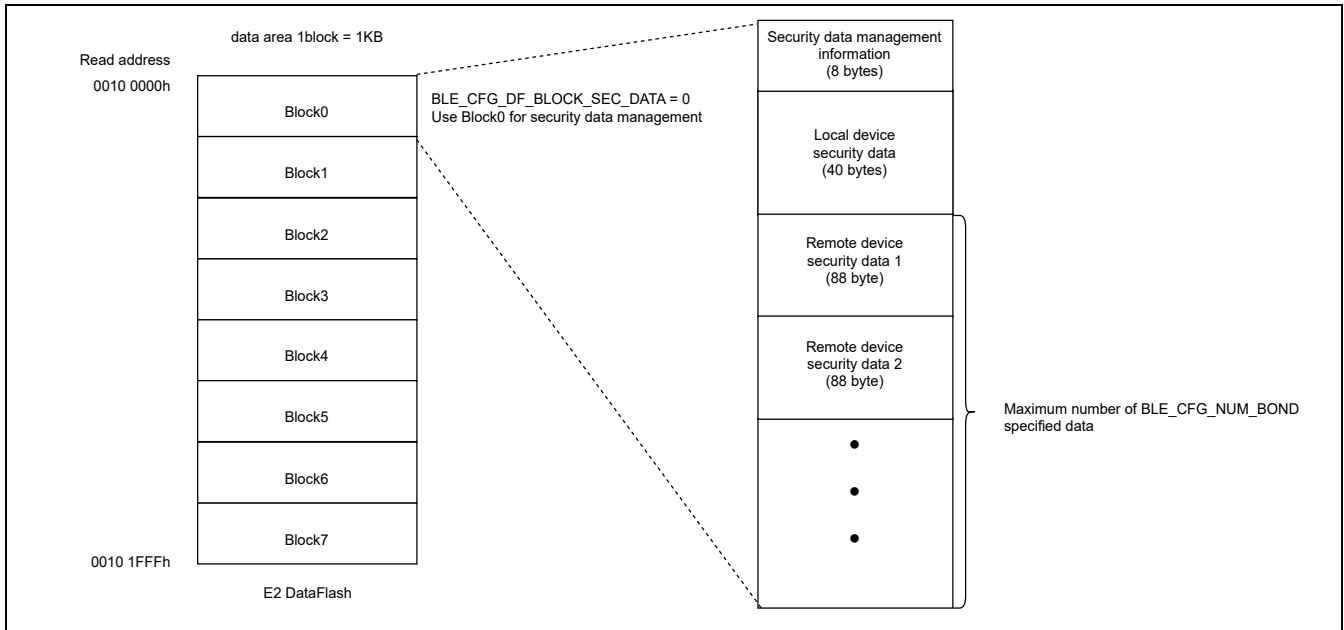 data area 1block = 1KB
Read address
0010 0000h
Block0
Block1
Block2
Block3
Block4
Block5
Block6
Block7
0010 1FFFh
E2 DataFlash
BLE_CFG_DF_BLOCK_SEC_DATA = 0
Use Block0 for security data management
Security data management
information
(8 bytes)
Local device
security data
(40 bytes)
Remote device
security data 1
(88 byte)
Remote device
security data 2
(88 byte)
Maximum number of BLE_CFG_NUM_BOND
specified data